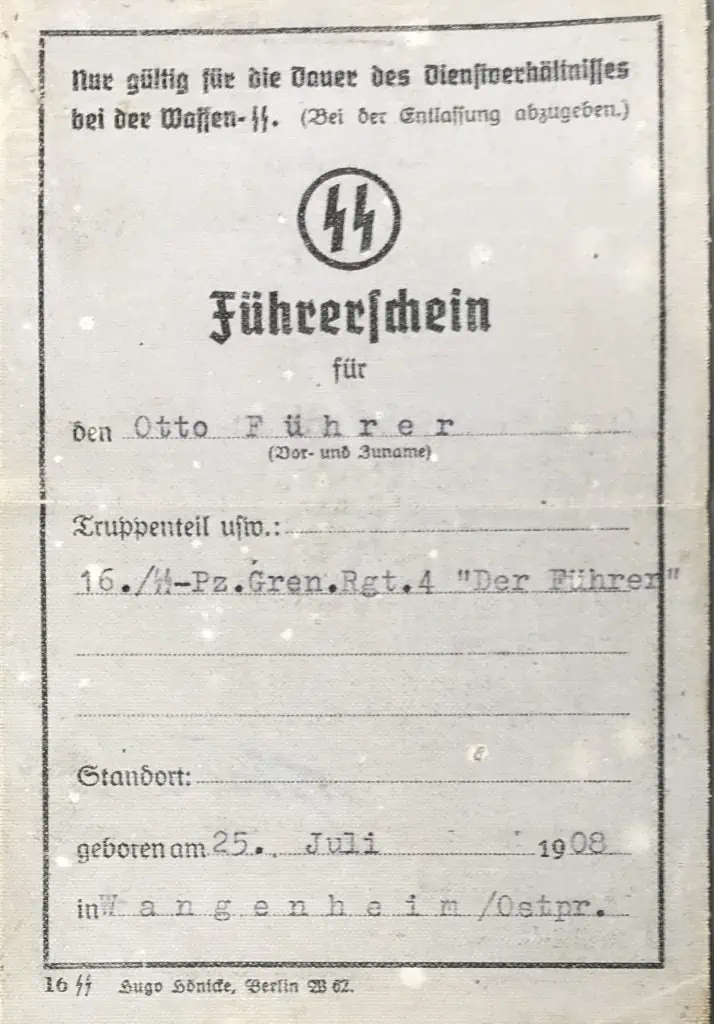 Nur gültig für die Dauer des Dienstverhältnisses
bei der Waffen-SS. (Bei der Entlassung abzugeben.)
SS
Führerschein
für
den Otto Führer
(Vor- und Zuname)
Truppenteil usw.:
16./SS-Pz.Gren.Rgt.4 "Der Führer"
Standort:
geboren am 25. Juli 1908
in Wangenheim/Ostpr.
16 SS Hugo Hönicke, Berlin W 62.